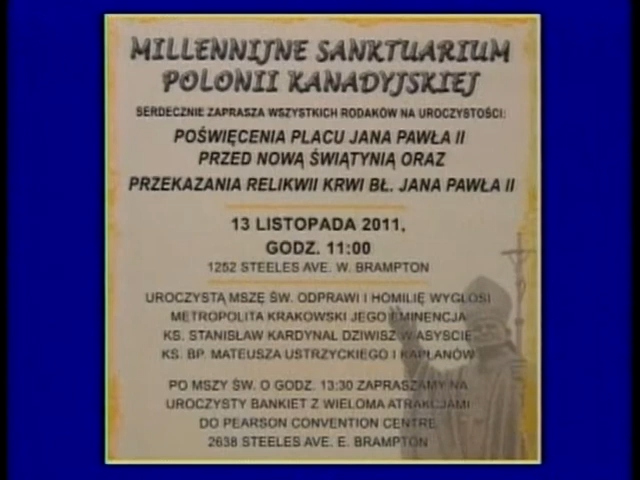 MILLENNIJNE SANKTUARIUM
POLONII KANADYJSKIEJ
SERDECZNIE ZAPRASZA WSZYSTKICH RODAKÓW NA UROCZYSTOŚCI:
POŚWIĘCENIA PLACU JANA PAWŁA II
PRZED NOWĄ ŚWIĄTYNIĄ ORAZ
PRZEKAZANIA RELIKWII KRWI BŁ. JANA PAWŁA II
13 LISTOPADA 2011,
GODZ. 11:00
1252 STEELES AVE. W. BRAMPTON
UROCZYSTĄ MSZĘ ŚW. ODPRAWI I HOMILIĘ WYGŁOSI
METROPOLITA KRAKOWSKI JEGO EMINENCJA
KS. STANISŁAW KARDYNAŁ DZIWISZ W ASYSCIE
KS. BP. MATEUSZA USTRZYCKIEGO I KAPŁANÓW
PO MSZY ŚW. O GODZ. 13:30 ZAPRASZAMY NA
UROCZYSTY BANKIET Z WIELOMA ATRAKCJAMI
DO PEARSON CONVENTION CENTRE
2638 STEELES AVE. E. BRAMPTON